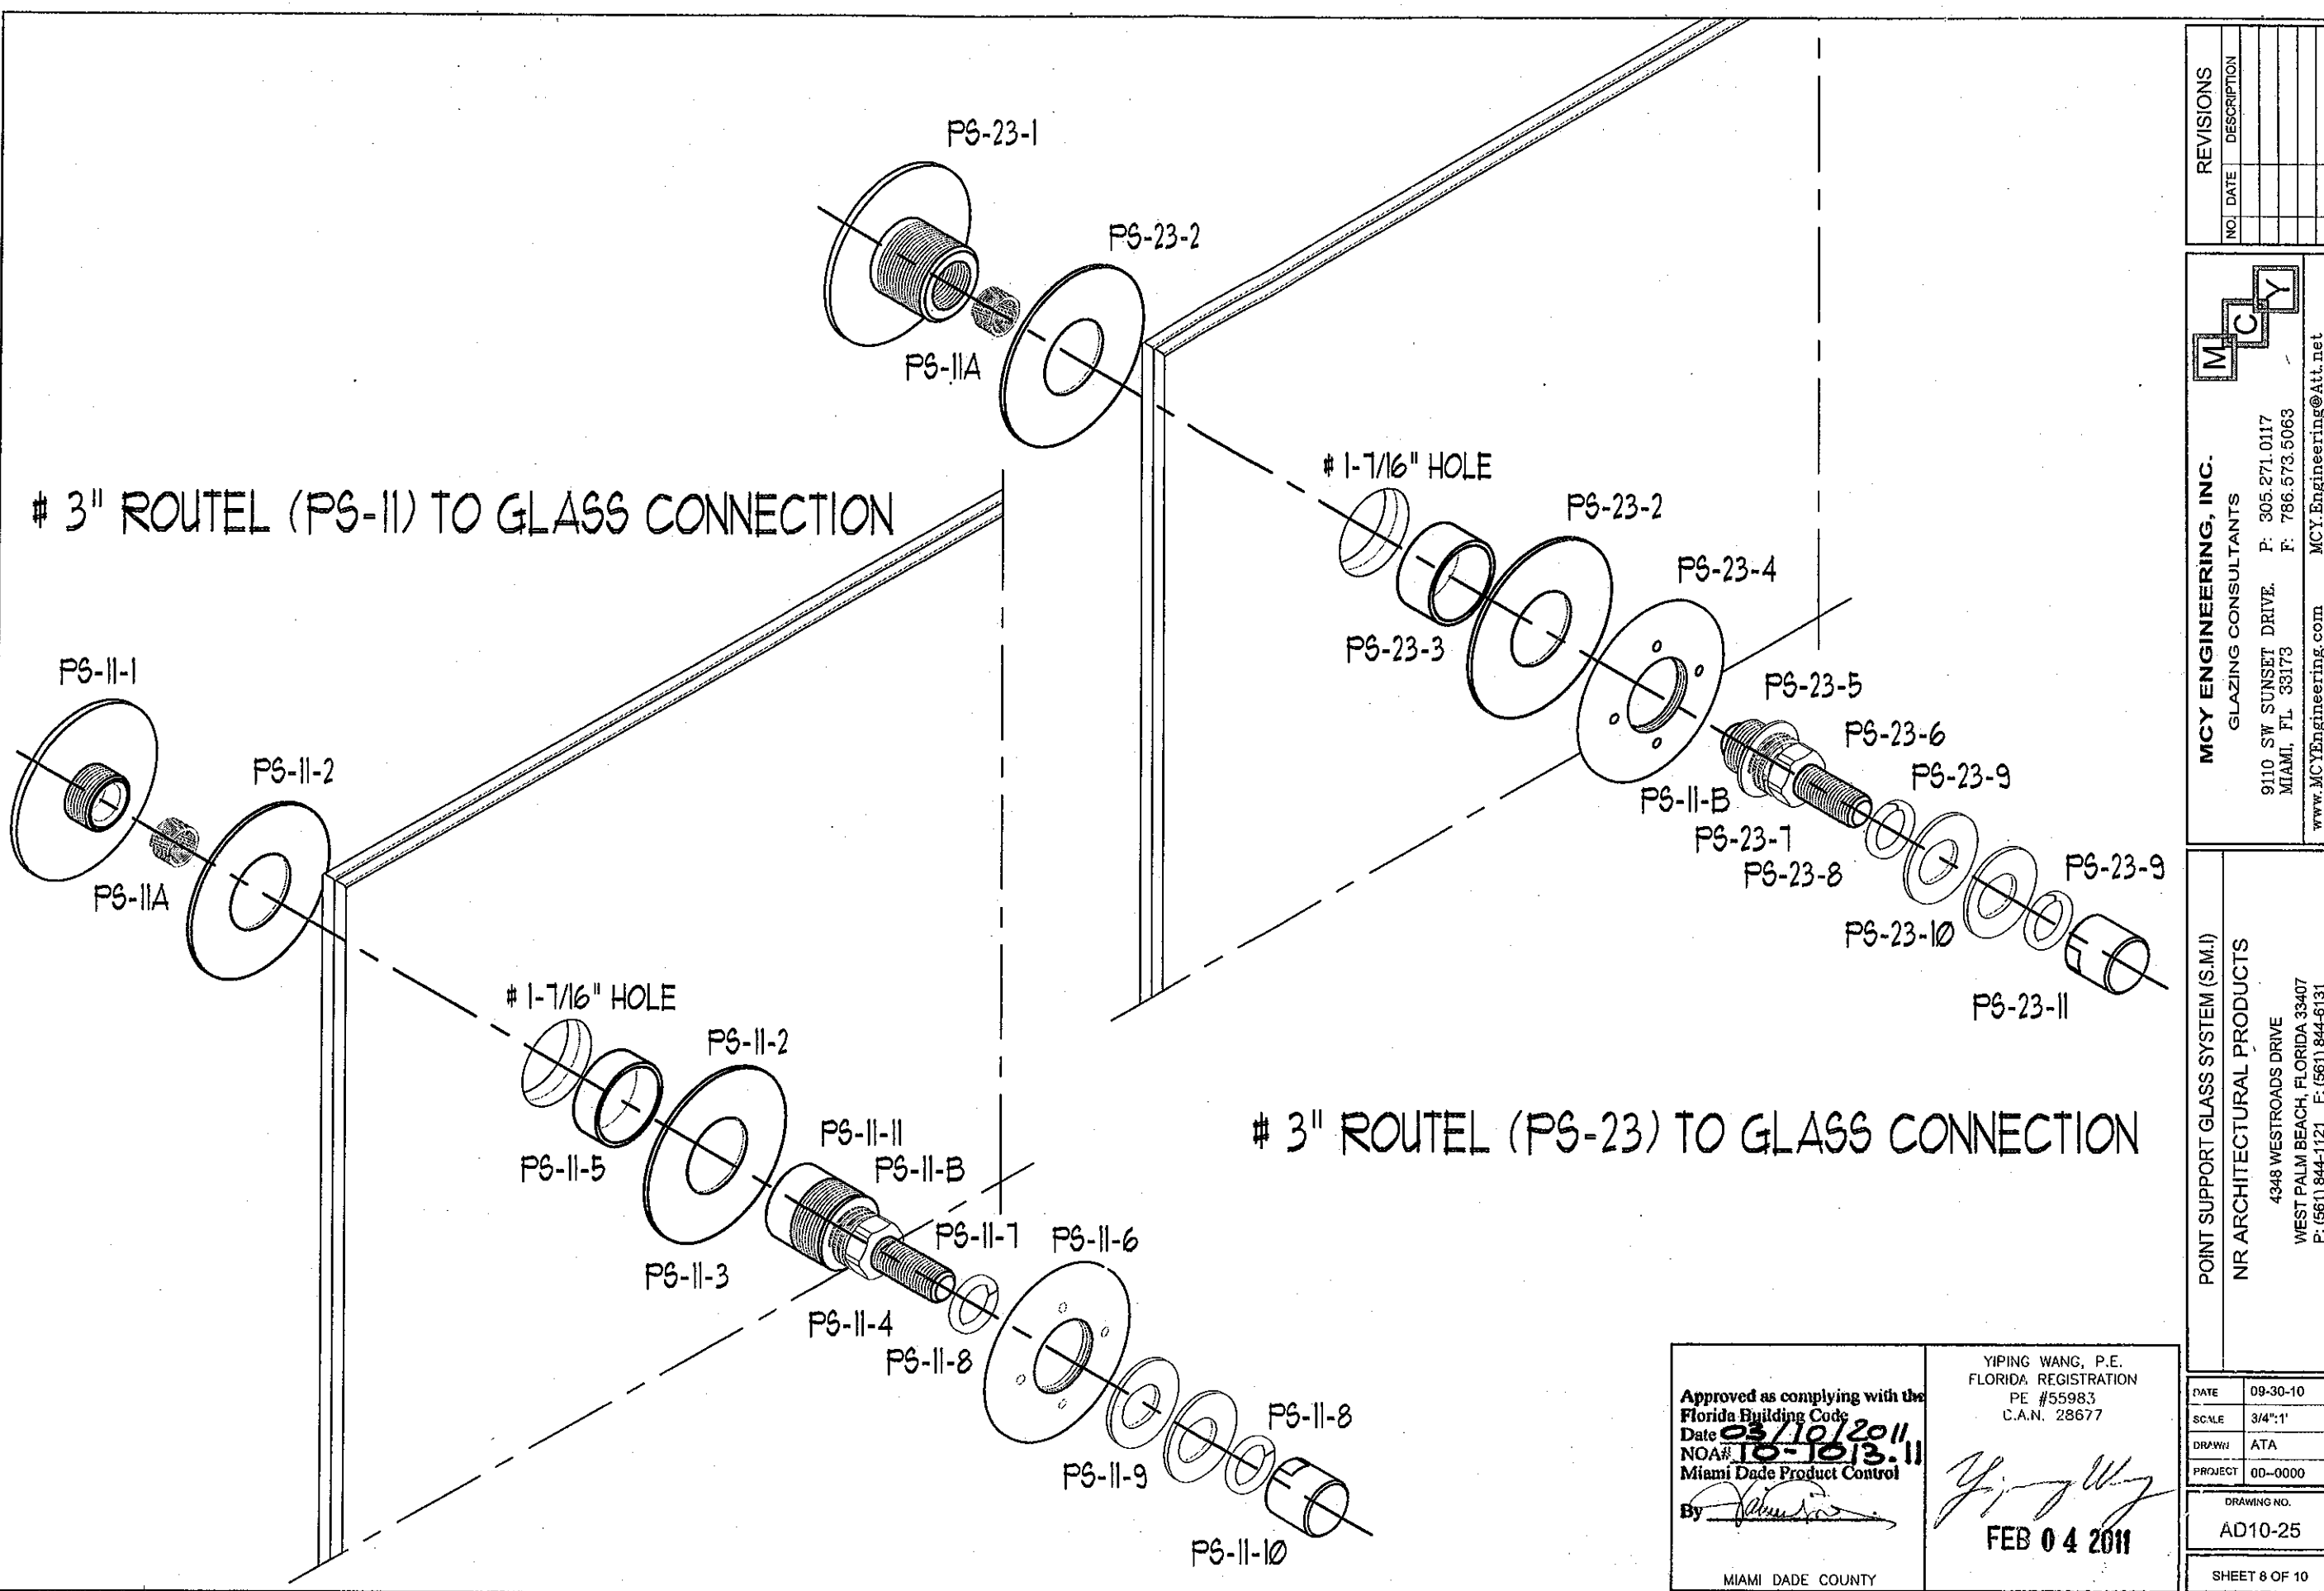 PS-23-1
PS-23-2
PS-11A
# 3" ROUTEL (PS-11) TO GLASS CONNECTION
# 1-7/16" HOLE
PS-23-2
PS-23-4
PS-23-3
PS-23-5
PS-23-6
PS-23-9
PS-11-B
PS-23-7
PS-23-8
PS-23-9
PS-23-10
PS-23-11
PS-11-1
PS-11-2
PS-11A
# 1-7/16" HOLE
PS-11-2
PS-11-5
PS-11-11
PS-11-B
PS-11-7
PS-11-6
PS-11-3
PS-11-4
PS-11-8
PS-11-8
PS-11-9
PS-11-10
# 3" ROUTEL (PS-23) TO GLASS CONNECTION
Approved as complying with the
Florida Building Code
Date 03/10/2011
NOA# 10-1013.11
Miami Dade Product Control
By
MIAMI DADE COUNTY
YIPING WANG, P.E.
FLORIDA REGISTRATION
PE #55983
C.A.N. 28677
Yiping Wang
FEB 04 2011
REVISIONS
NO. DATE DESCRIPTION
M C Y
MCY ENGINEERING, INC.
GLAZING CONSULTANTS
9110 SW SUNSET DRIVE. P: 305.271.0117
MIAMI, FL 33173 F: 786.573.5063
www.MCYEngineering.com MCY.Engineering@Att.net
POINT SUPPORT GLASS SYSTEM (S.M.I)
NR ARCHITECTURAL PRODUCTS
4348 WESTROADS DRIVE
WEST PALM BEACH, FLORIDA 33407
P: (561) 844-1121 F: (561) 844-6131
DATE 09-30-10
SCALE 3/4":1'
DRAWN ATA
PROJECT 00--0000
DRAWING NO.
AD10-25
SHEET 8 OF 10